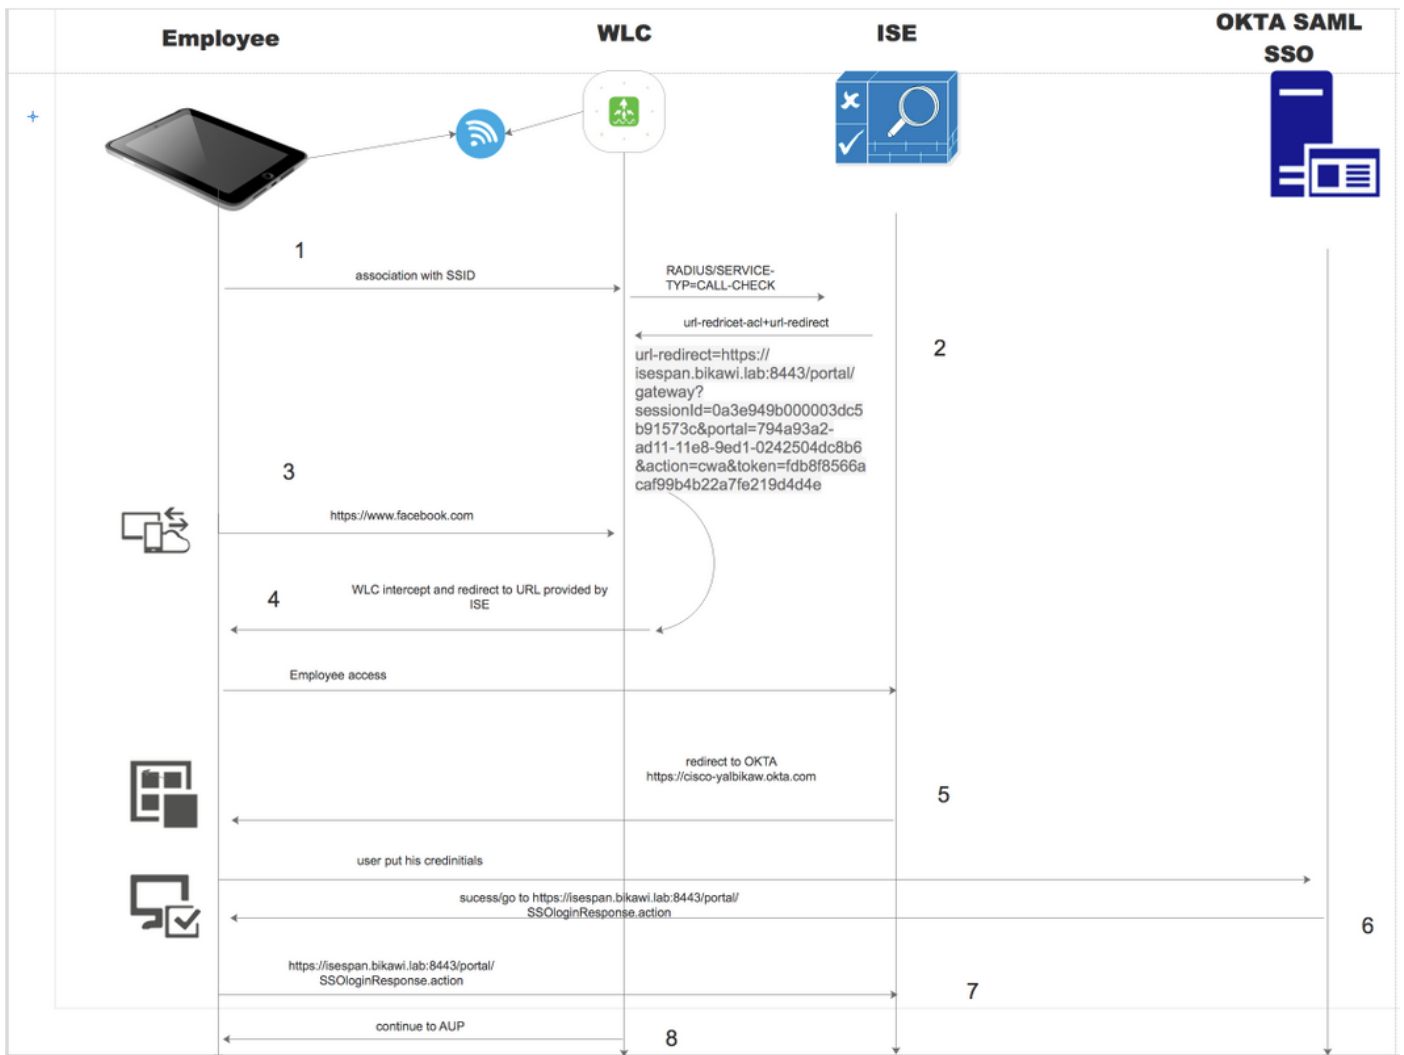 Employee
WLC
ISE
OKTA SAML
SSO
1
association with SSID
RADIUS/SERVICE-
TYP=CALL-CHECK
url-redricet-acl+url-redirect
2
url-redirect=https://
isespan.bikawi.lab:8443/portal/
gateway?
sessionId=0a3e949b000003dc5
b91573c&portal=794a93a2-
ad11-11e8-9ed1-0242504dc8b6
&action=cwa&token=fdb8f8566a
caf99b4b22a7fe219d4d4e
3
https://www.facebook.com
4
WLC intercept and redirect to URL provided by
ISE
Employee access
redirect to OKTA
https://cisco-yalbikaw.okta.com
5
user put his credinitials
sucess/go to https://isespan.bikawi.lab:8443/portal/
SSOloginResponse.action
6
https://isespan.bikawi.lab:8443/portal/
SSOloginResponse.action
7
continue to AUP
8